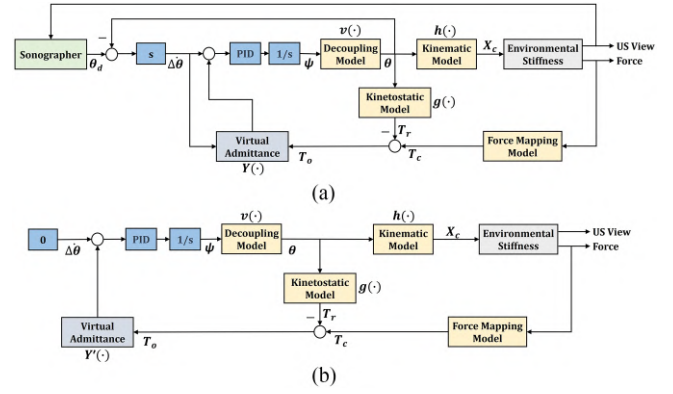 v(·) h(·)
Sonographer − θ_d s Δθ̇ PID 1/s ψ Decoupling Model θ Kinematic Model X_c Environmental Stiffness US View Force
Kinetostatic Model g(·)
− T_r
Virtual Admittance T_o T_c Force Mapping Model
Y(·)
(a)
v(·) h(·)
0 Δθ̇ PID 1/s ψ Decoupling Model θ Kinematic Model X_c Environmental Stiffness US View Force
Kinetostatic Model g(·)
− T_r
Virtual Admittance T_o T_c Force Mapping Model
Y′(·)
(b)